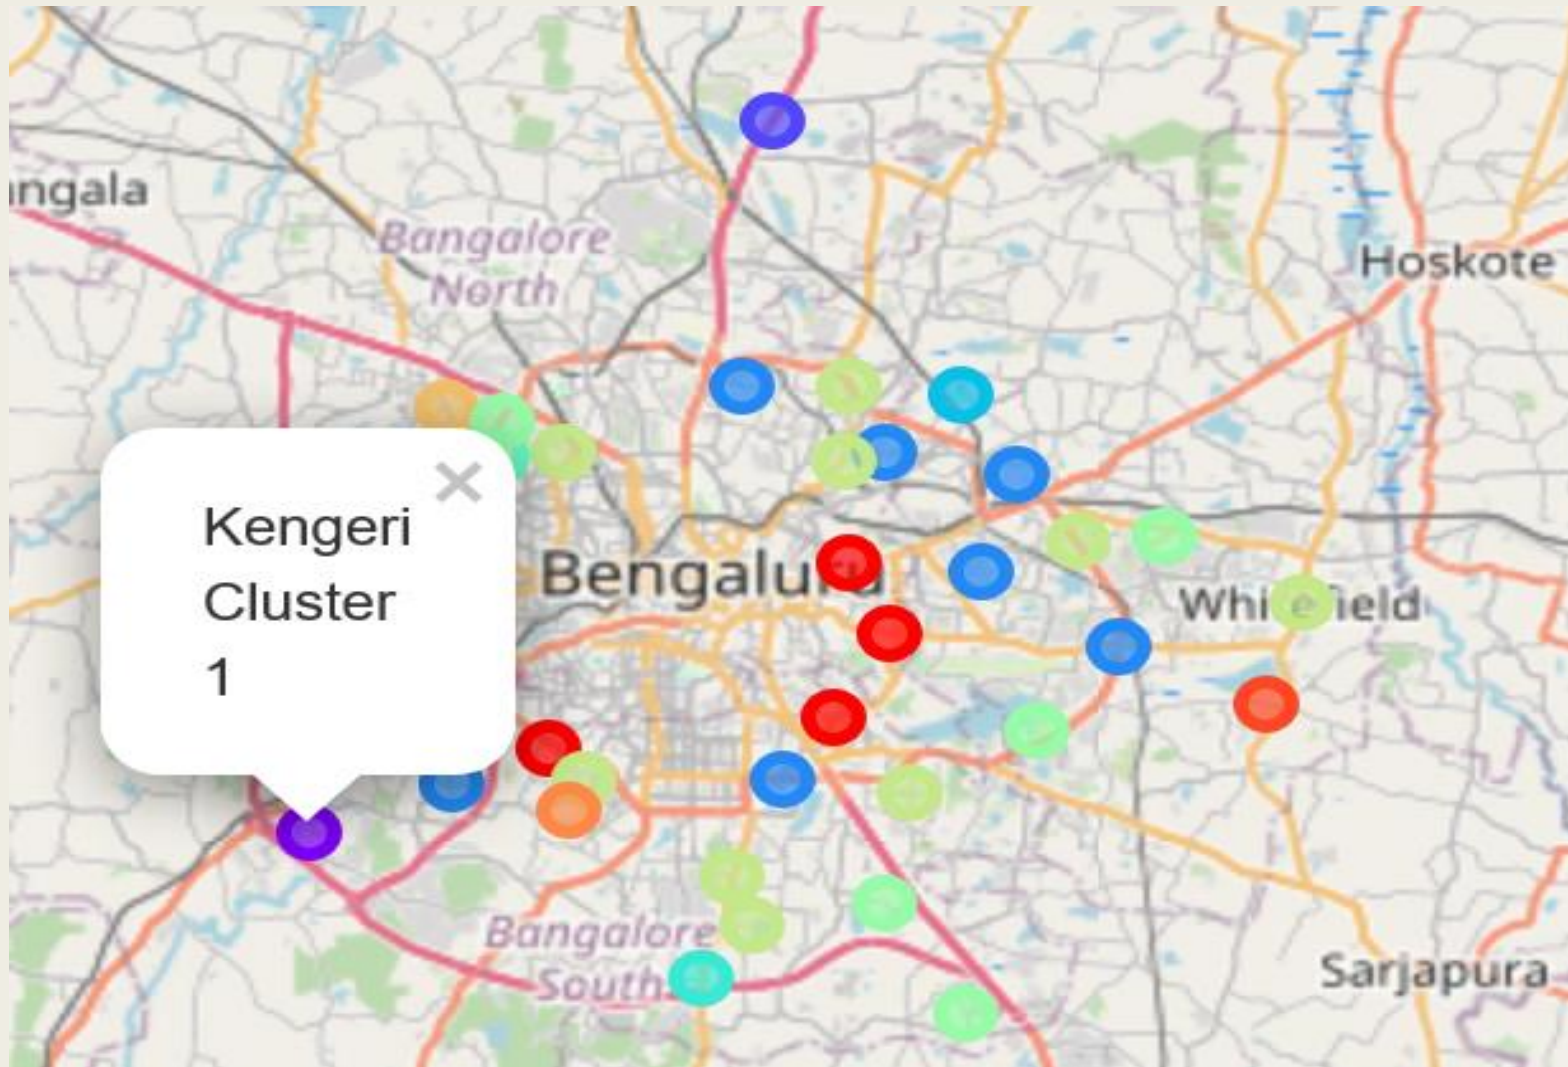 ngala
Bangalore
North
Hoskote
Kengeri
Cluster
1
Bengaluru
Whitefield
Bangalore
South
Sarjapura